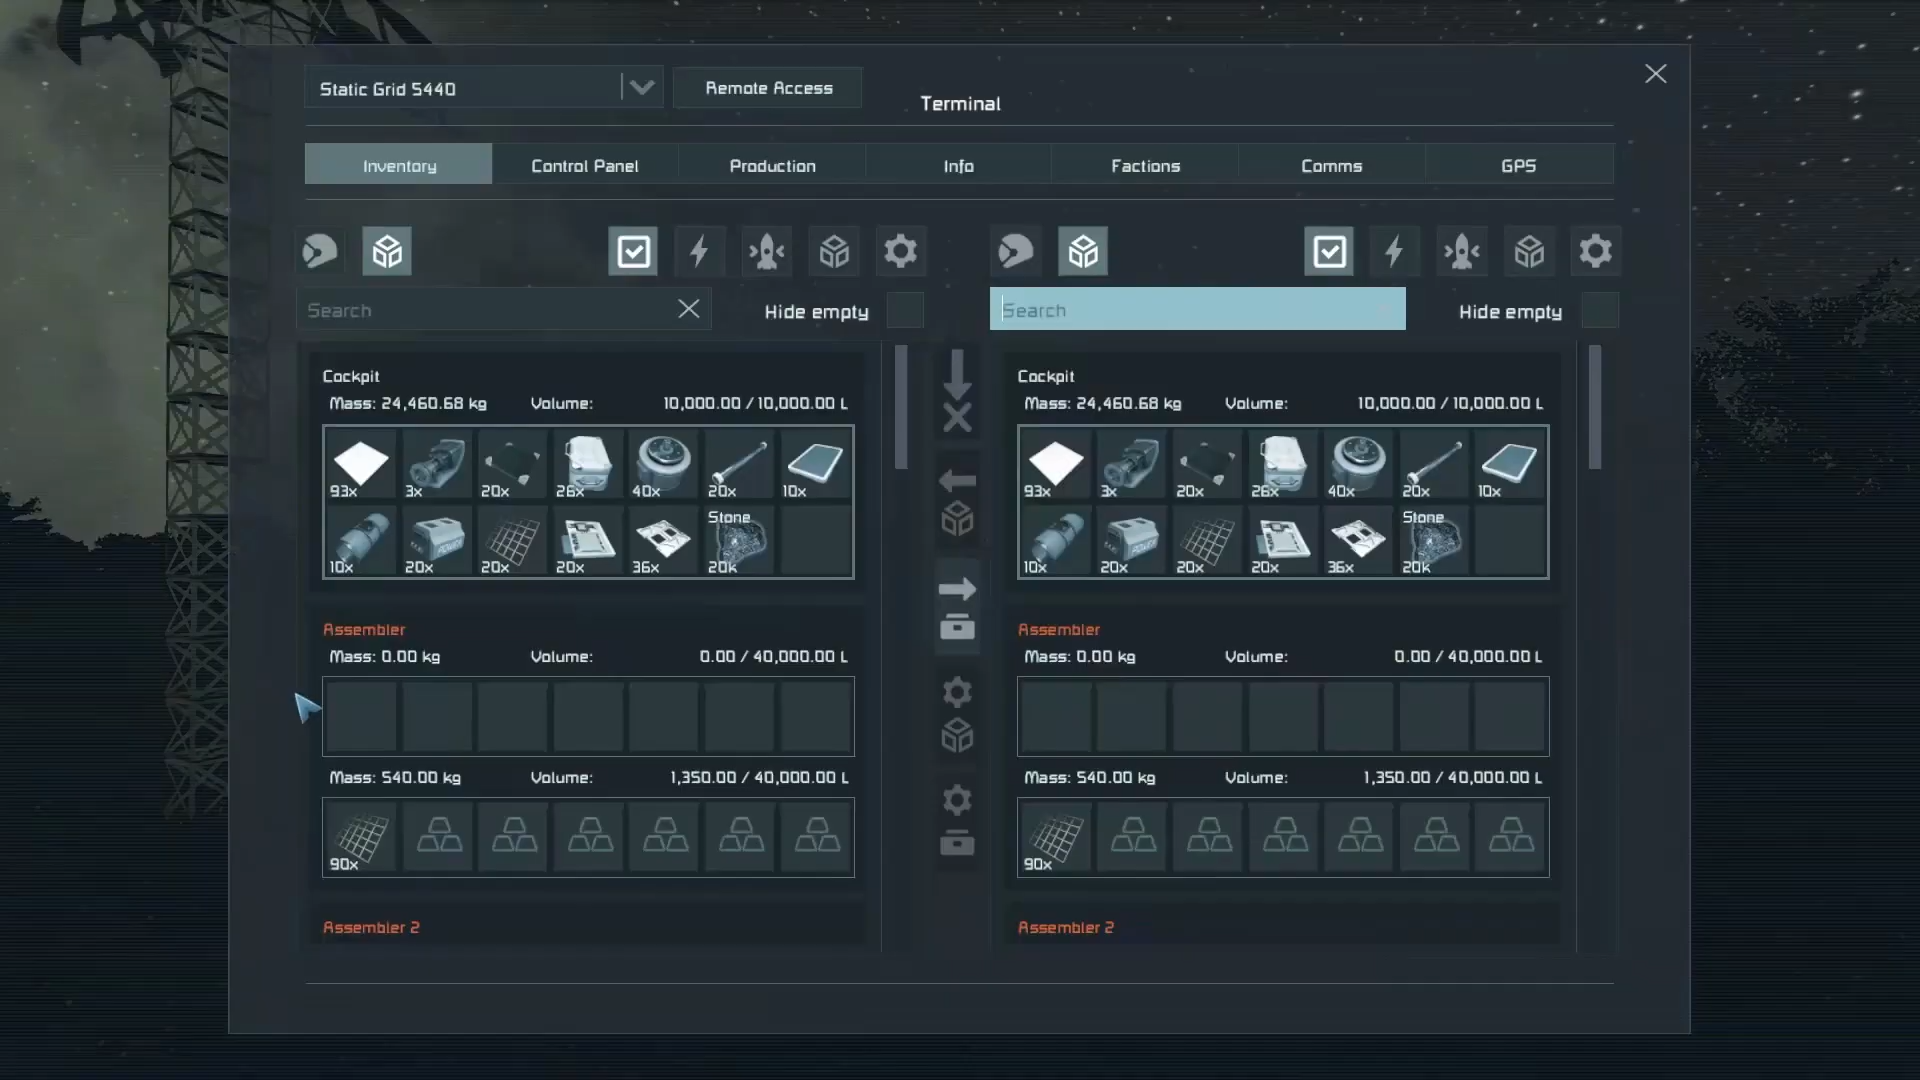 Static Grid 5440
Remote Access
Terminal
Inventory
Control Panel
Production
Info
Factions
Comms
GPS
Search
Hide empty
Search
Hide empty
Cockpit
Mass: 24,460.68 kg Volume: 10,000.00 / 10,000.00 L
93x 3x 20x 26x 40x 20x 10x
Stone
10x 20x 20x 20x 36x 20k
Assembler
Mass: 0.00 kg Volume: 0.00 / 40,000.00 L
Mass: 540.00 kg Volume: 1,350.00 / 40,000.00 L
90x
Assembler 2
Cockpit
Mass: 24,460.68 kg Volume: 10,000.00 / 10,000.00 L
93x 3x 20x 26x 40x 20x 10x
Stone
10x 20x 20x 20x 36x 20k
Assembler
Mass: 0.00 kg Volume: 0.00 / 40,000.00 L
Mass: 540.00 kg Volume: 1,350.00 / 40,000.00 L
90x
Assembler 2